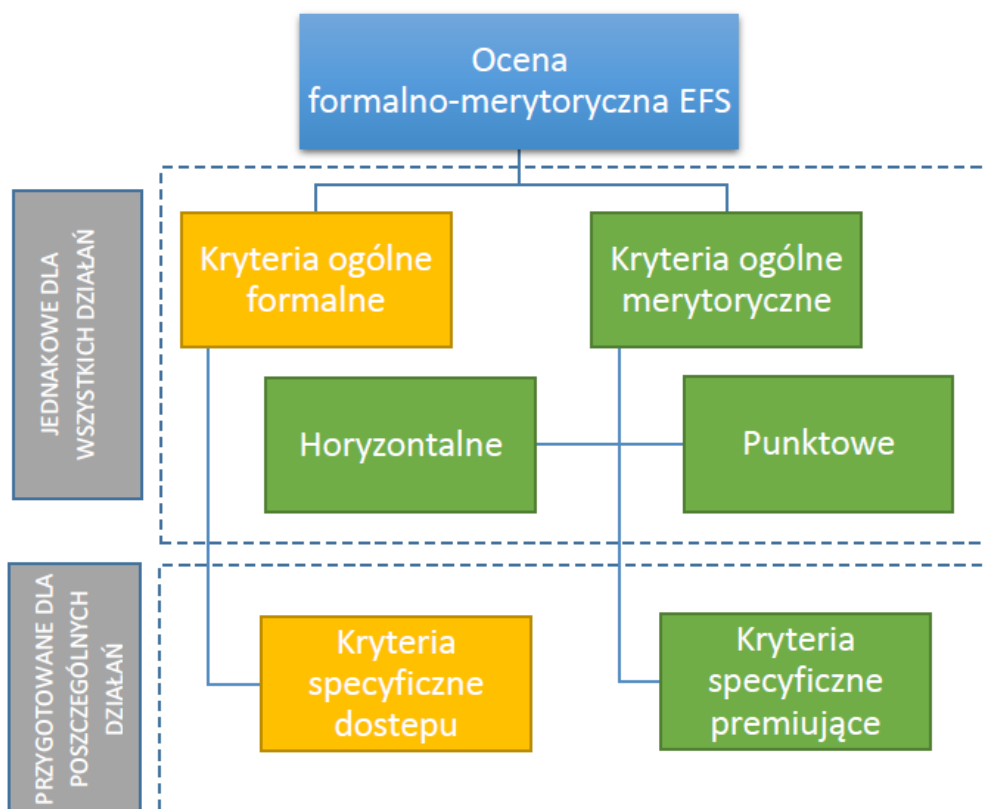 Ocena
formalno-merytoryczna EFS
JEDNAKOWE DLA
WSZYSTKICH DZIAŁAŃ
Kryteria ogólne
formalne
Kryteria ogólne
merytoryczne
Horyzontalne
Punktowe
PRZYGOTOWANE DLA
POSZCZEGÓLNYCH
DZIAŁAŃ
Kryteria
specyficzne
dostepu
Kryteria
specyficzne
premiujące